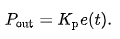 P_out = K_p e(t).